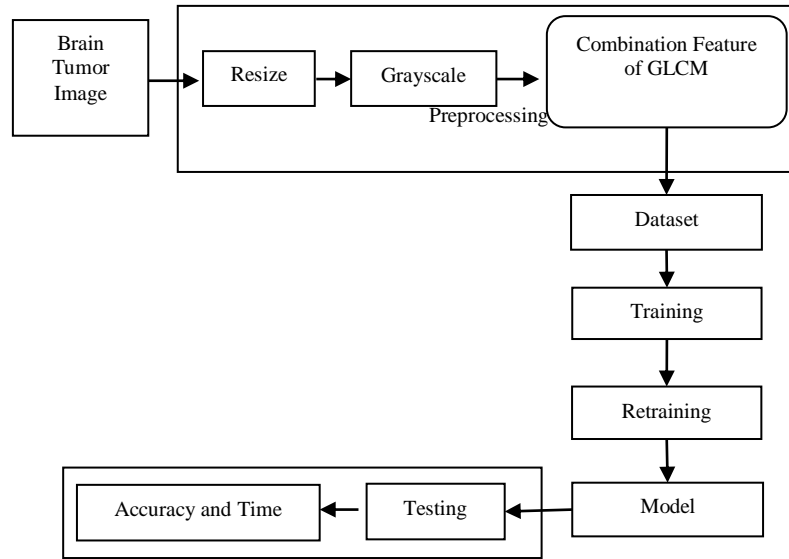 Brain
Tumor
Image
Resize
Grayscale
Combination Feature
of GLCM
Preprocessing
Dataset
Training
Retraining
Model
Testing
Accuracy and Time